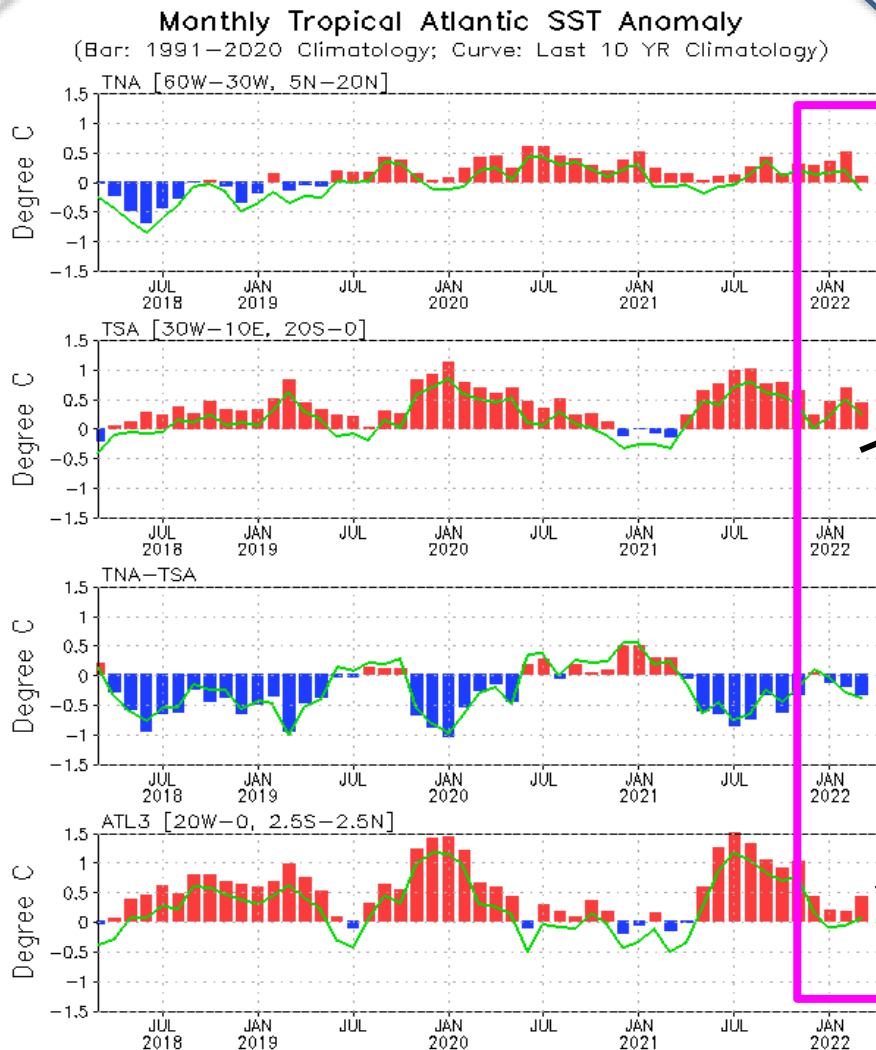 Monthly Tropical Atlantic SST Anomaly
(Bar: 1991-2020 Climatology; Curve: Last 10 YR Climatology)
TNA [60W-30W, 5N-20N]
Degree C
1.5
1
0.5
0
-0.5
-1
-1.5
JUL JAN JUL JAN JUL JAN JUL JAN
2018 2019 2020 2021 2022
TSA [30W-10E, 20S-0]
Degree C
1.5
1
0.5
0
-0.5
-1
-1.5
JUL JAN JUL JAN JUL JAN JUL JAN
2018 2019 2020 2021 2022
TNA-TSA
Degree C
1.5
1
0.5
0
-0.5
-1
-1.5
JUL JAN JUL JAN JUL JAN JUL JAN
2018 2019 2020 2021 2022
ATL3 [20W-0, 2.5S-2.5N]
Degree C
1.5
1
0.5
0
-0.5
-1
-1.5
JUL JAN JUL JAN JUL JAN JUL JAN
2018 2019 2020 2021 2022